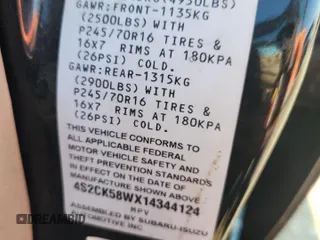 (4950LBS)
GAWR:FRONT-1135KG
(2500LBS) WITH
P245/70R16 TIRES &
16X7 RIMS AT 180KPA
(26PSI) COLD.
GAWR:REAR-1315KG
(2900LBS) WITH
P245/70R16 TIRES &
16X7 RIMS AT 180KPA
(26PSI) COLD.
THIS VEHICLE CONFORMS TO
ALL APPLICABLE FEDERAL
MOTOR VEHICLE SAFETY AND
THEFT PREVENTION STANDARDS
IN EFFECT ON THE DATE OF
MANUFACTURE SHOWN ABOVE
4S2CK58WX14344124
MPV
BY SUBARU-ISUZU
AUTOMOTIVE INC